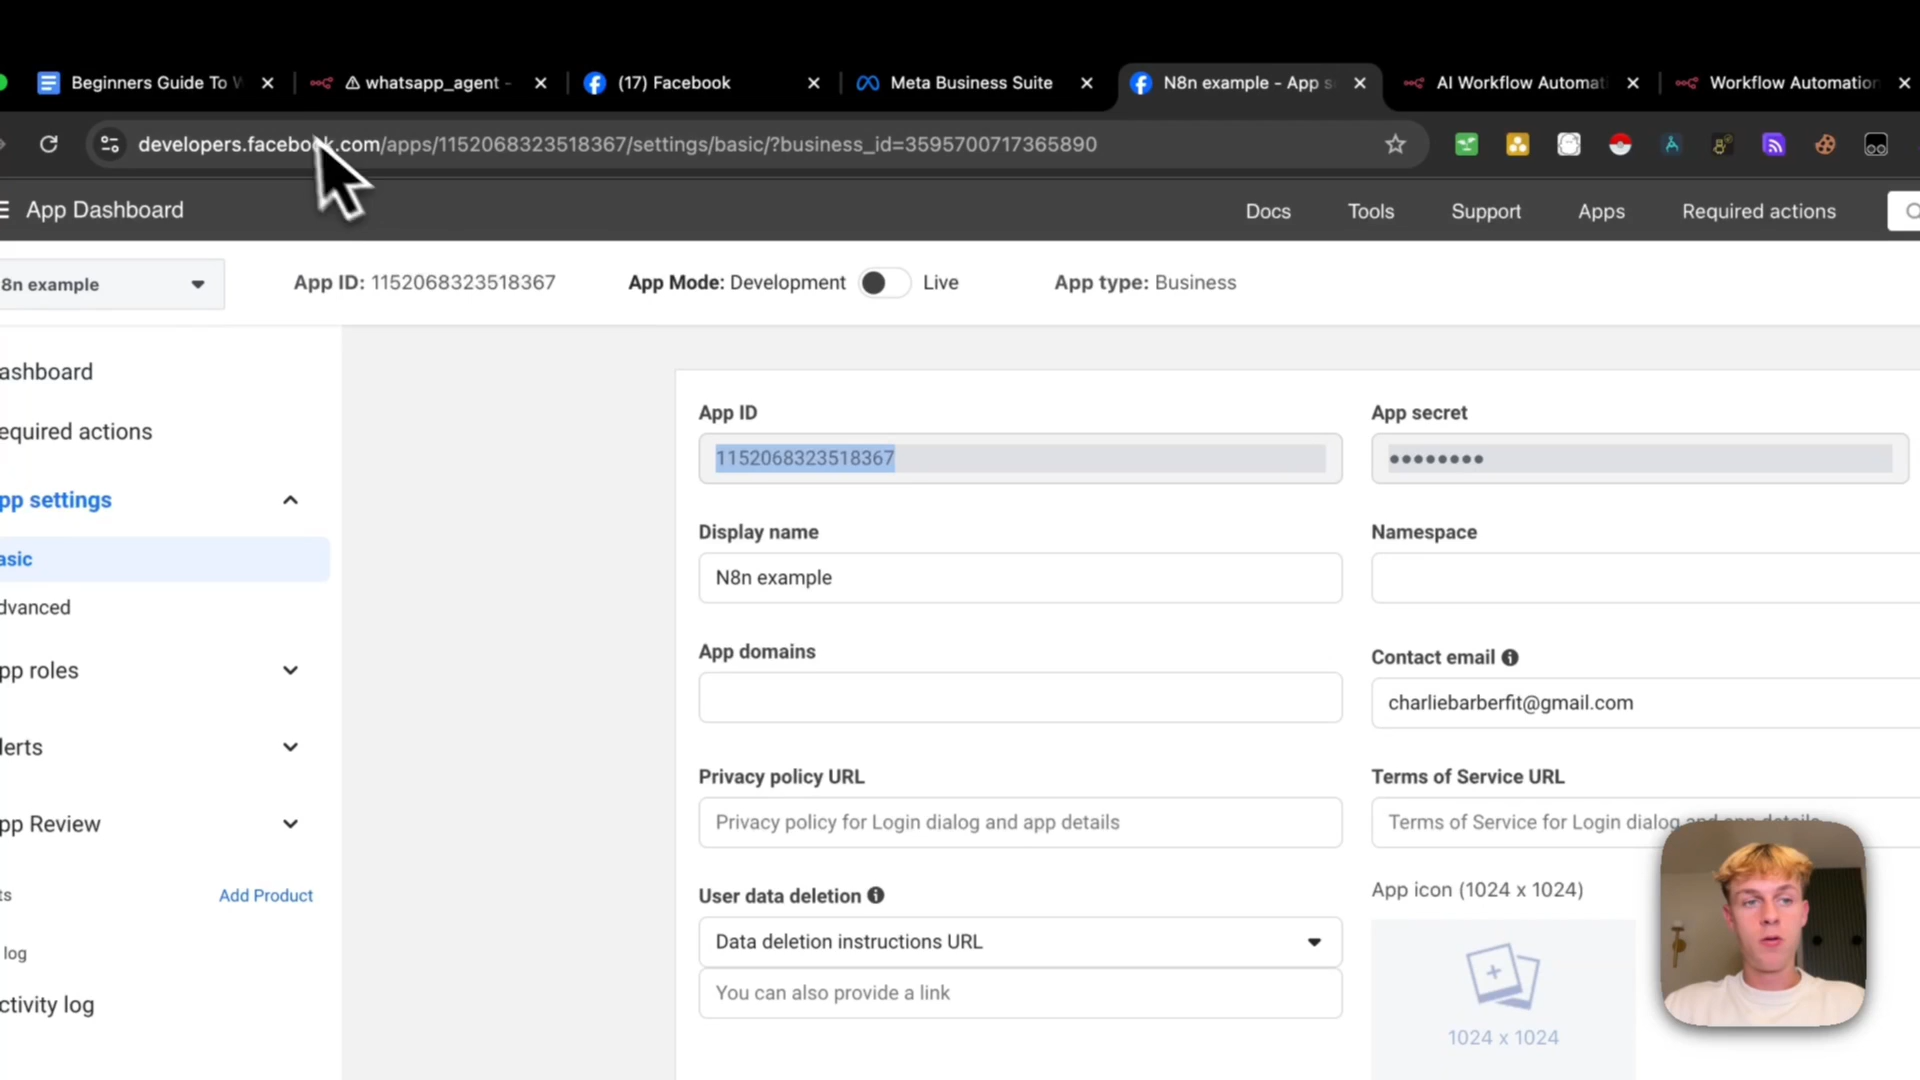 Beginners Guide To W
whatsapp_agent -
(17) Facebook
Meta Business Suite
N8n example - App s
AI Workflow Automati
Workflow Automation
developers.facebook.com/apps/1152068323518367/settings/basic/?business_id=3595700717365890
App Dashboard
Docs
Tools
Support
Apps
Required actions
8n example
App ID: 1152068323518367
App Mode: Development
Live
App type: Business
ashboard
equired actions
pp settings
asic
dvanced
pp roles
lerts
pp Review
ts
Add Product
log
ctivity log
App ID
1152068323518367
App secret
••••••••
Display name
N8n example
Namespace
App domains
Contact email
charliebarberfit@gmail.com
Privacy policy URL
Privacy policy for Login dialog and app details
Terms of Service URL
Terms of Service for Login dialog and app details
User data deletion
Data deletion instructions URL
You can also provide a link
App icon (1024 x 1024)
1024 x 1024